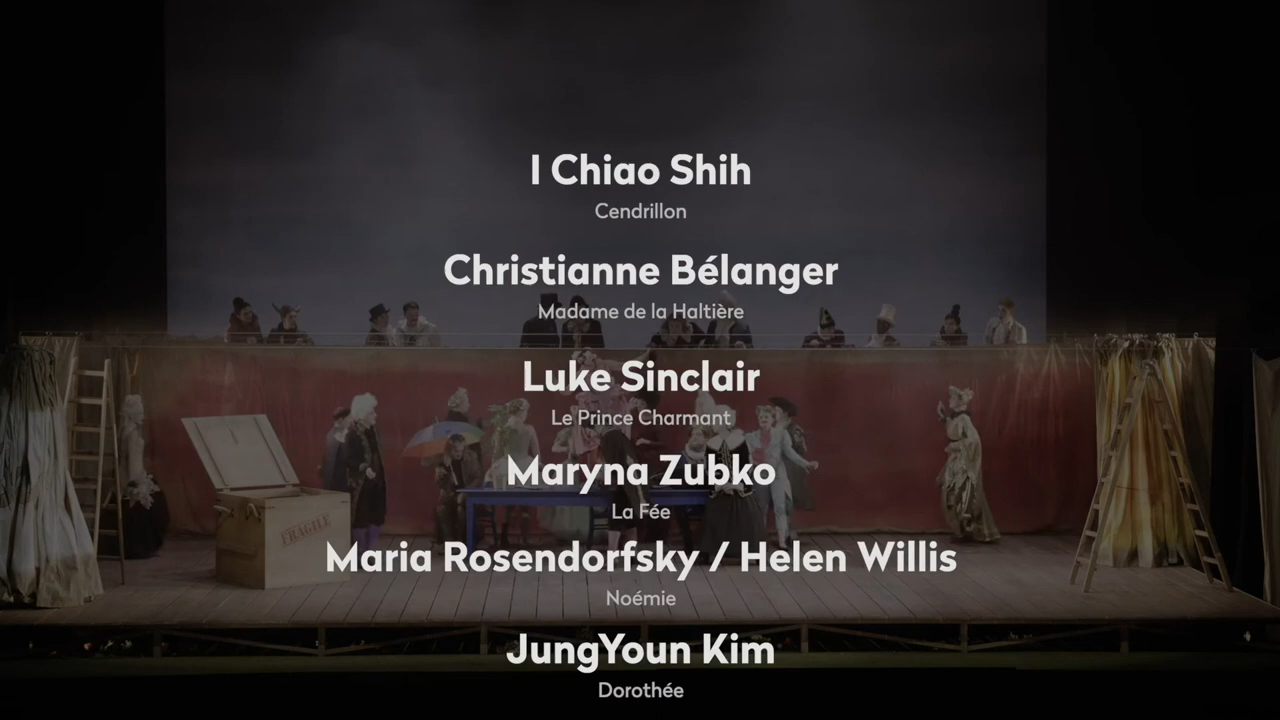 I Chiao Shih
Cendrillon
Christianne Bélanger
Madame de la Haltière
Luke Sinclair
Le Prince Charmant
Maryna Zubko
La Fée
FRAGILE
Maria Rosendorfsky / Helen Willis
Noémie
JungYoun Kim
Dorothée